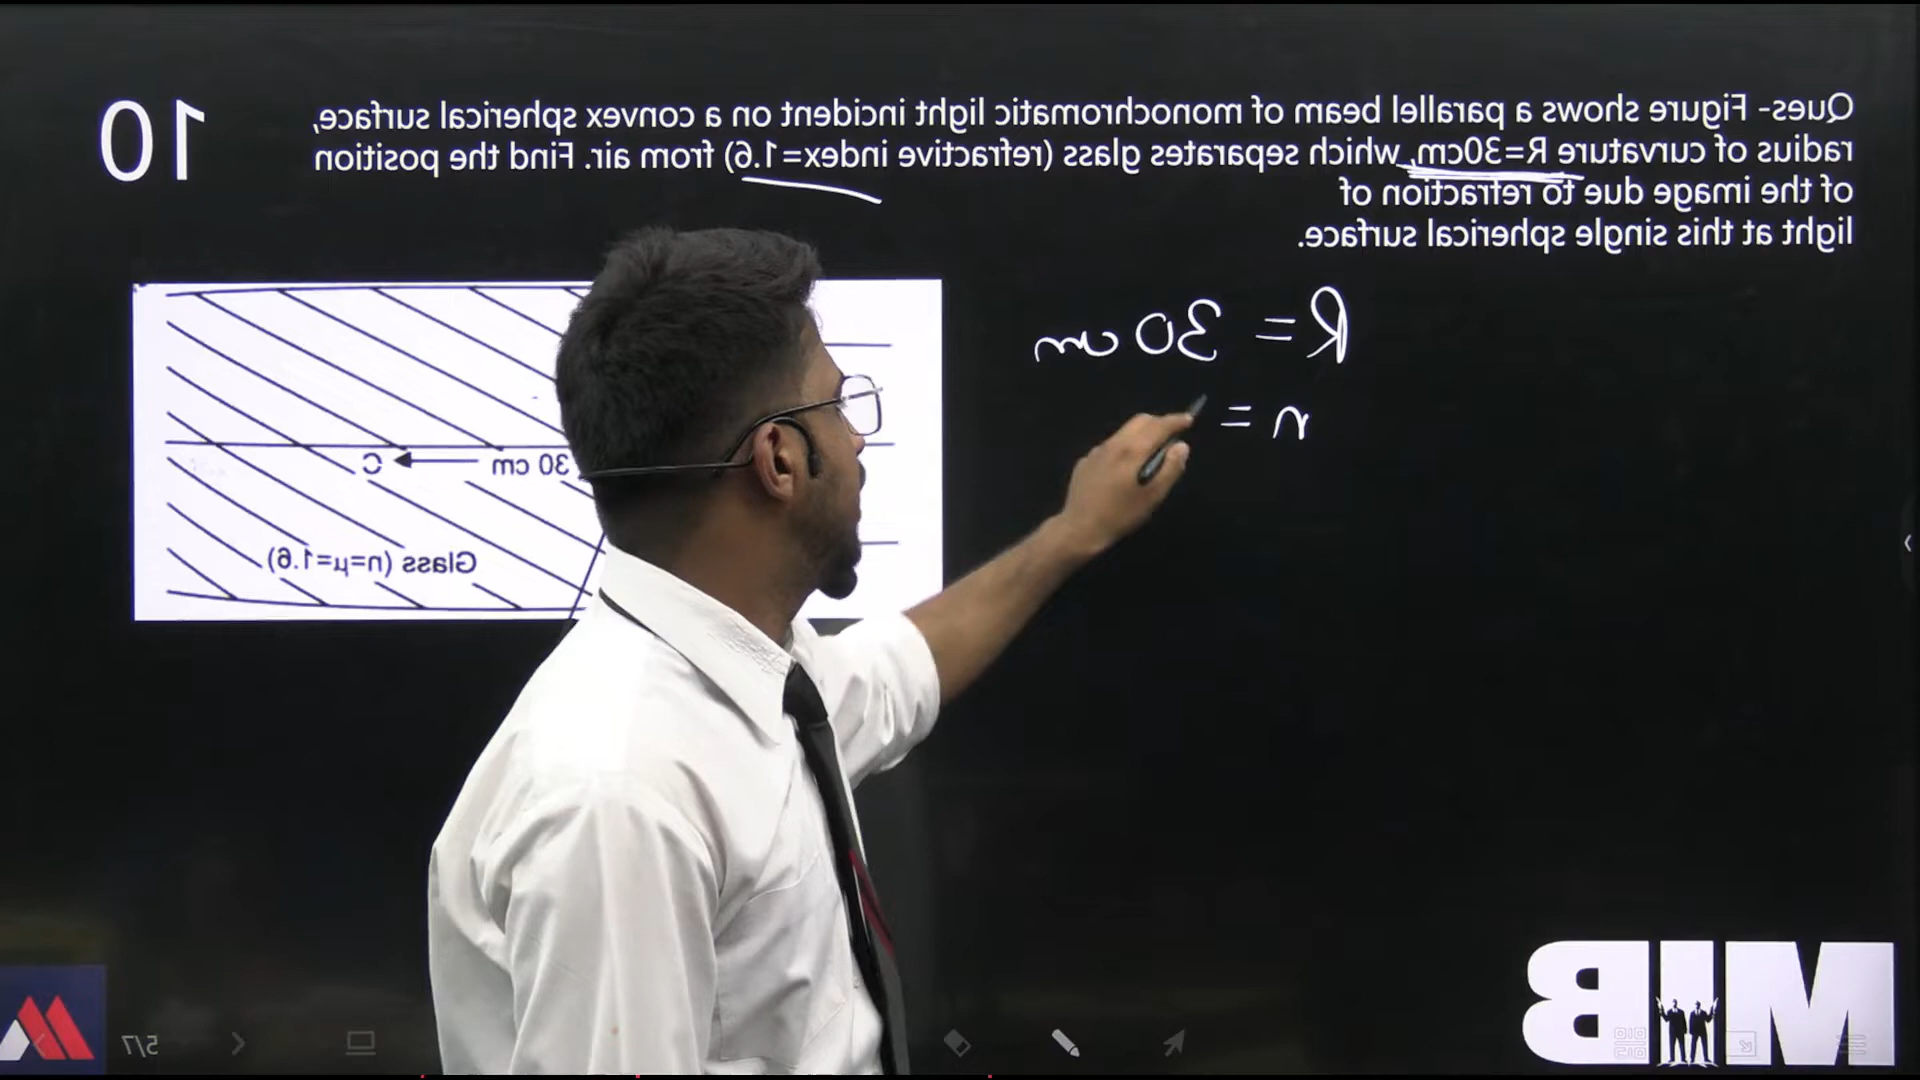 Ques- Figure shows a parallel beam of monochromatic light incident on a convex spherical surface,
radius of curvature R=30cm, which separates glass (refractive index=1.6) from air. Find the position
of the image due to refraction of
light at this single spherical surface.
10
R = 30 cm
n =
30 cm
C
Glass (n=μ=1.6)
MIB
5/7